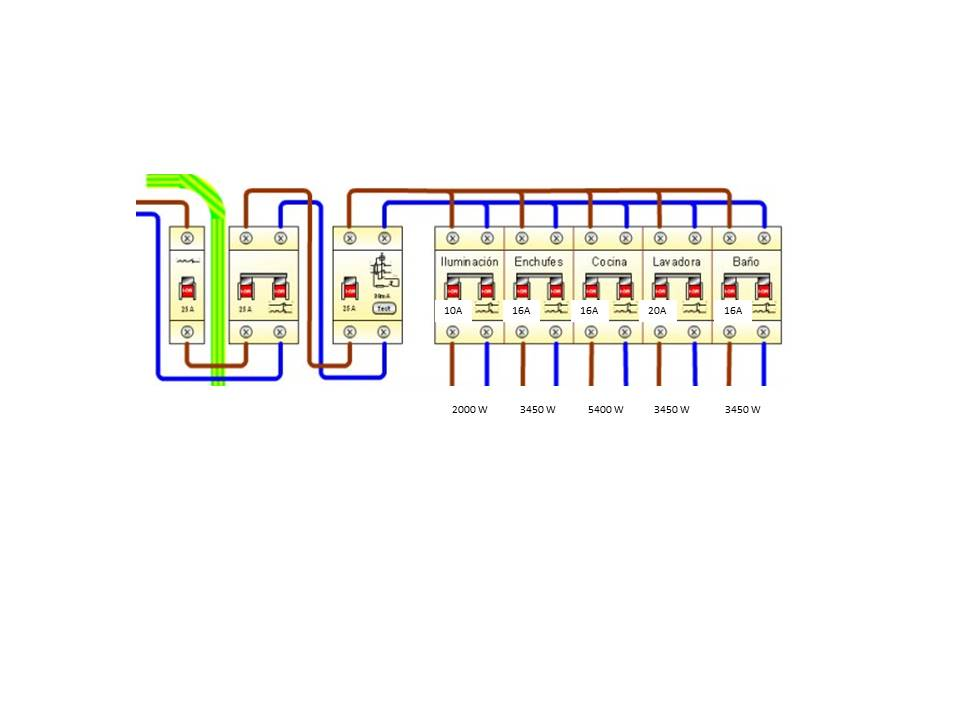 Iluminación Enchufes Cocina Lavadora Baño
25 A 25 A 25 A Test
10A 16A 16A 20A 16A
2000 W 3450 W 5400 W 3450 W 3450 W